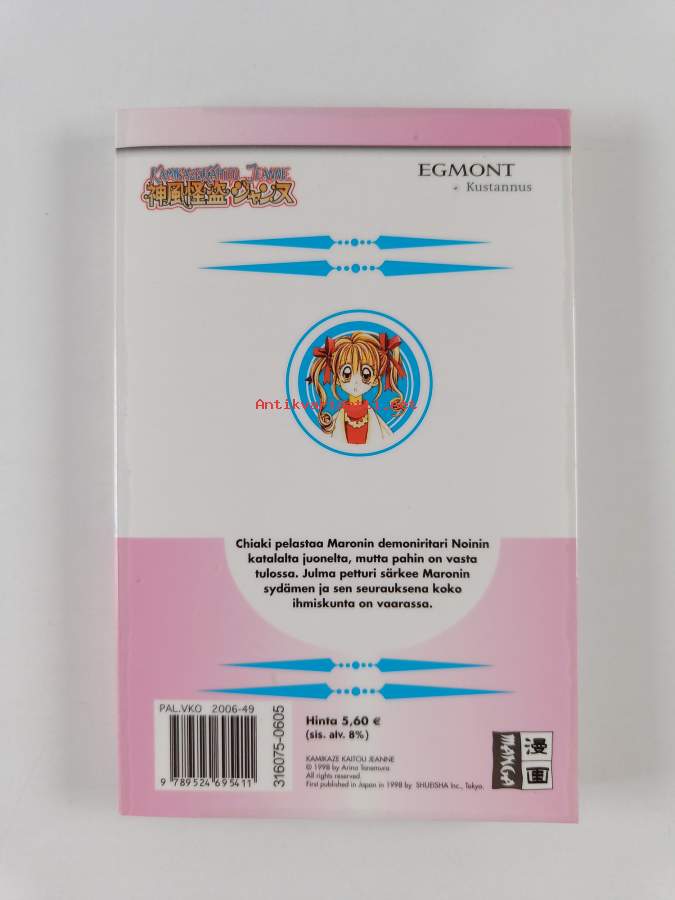 KAMIKAZE KAITO JEANNE
神風怪盗ジャンヌ
EGMONT
Kustannus
Antikvariaatti.net
Chiaki pelastaa Maronin demoniritari Noinin
katalalta juonelta, mutta pahin on vasta
tulossa. Julma petturi särkee Maronin
sydämen ja sen seurauksena koko
ihmiskunta on vaarassa.
PAL.VKO 2006-49
9 789524 695411
316075-0605
Hinta 5,60 €
(sis. alv. 8%)
KAMIKAZE KAITOU JEANNE
© 1998 by Arina Tanemura
All rights reserved.
First published in Japan in 1998 by SHUEISHA Inc., Tokyo.
MANGA
漫画